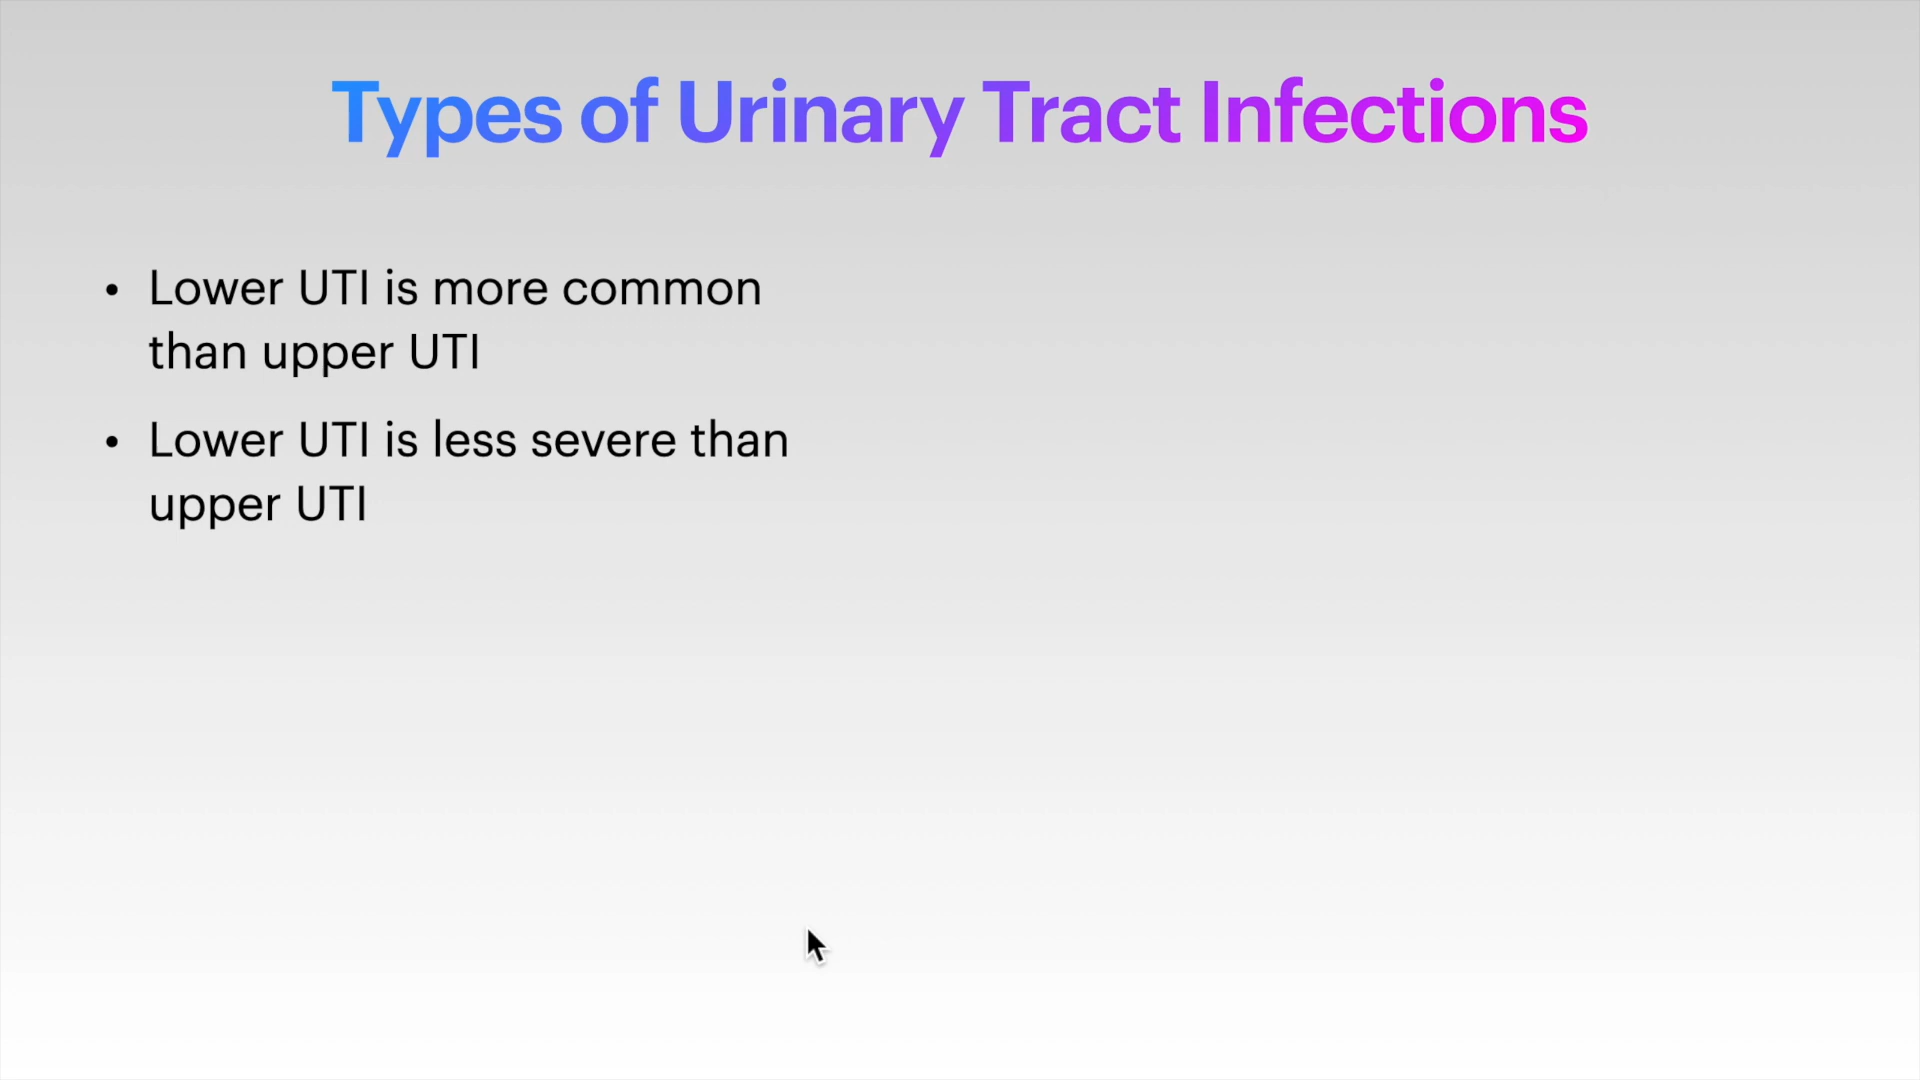 Types of Urinary Tract Infections
• Lower UTI is more common
than upper UTI
• Lower UTI is less severe than
upper UTI